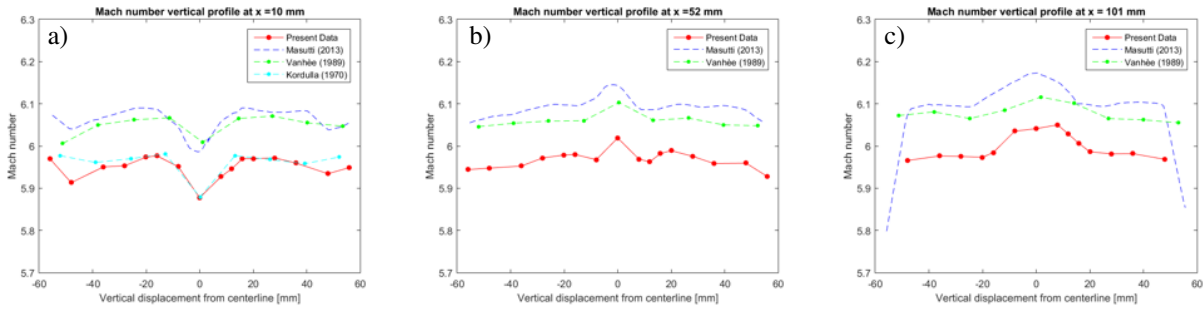 a)
Mach number vertical profile at x =10 mm
6.3
6.2
6.1
6
5.9
5.8
5.7
Mach number
Present Data
Masutti (2013)
Vanhée (1989)
Kordulla (1970)
-60 -40 -20 0 20 40 60
Vertical displacement from centerline [mm]
b)
Mach number vertical profile at x =52 mm
6.3
6.2
6.1
6
5.9
5.8
5.7
Mach number
Present Data
Masutti (2013)
Vanhée (1989)
-60 -40 -20 0 20 40 60
Vertical displacement from centerline [mm]
c)
Mach number vertical profile at x = 101 mm
6.3
6.2
6.1
6
5.9
5.8
5.7
Mach number
Present Data
Masutti (2013)
Vanhée (1989)
-60 -40 -20 0 20 40 60
Vertical displacement from centerline [mm]